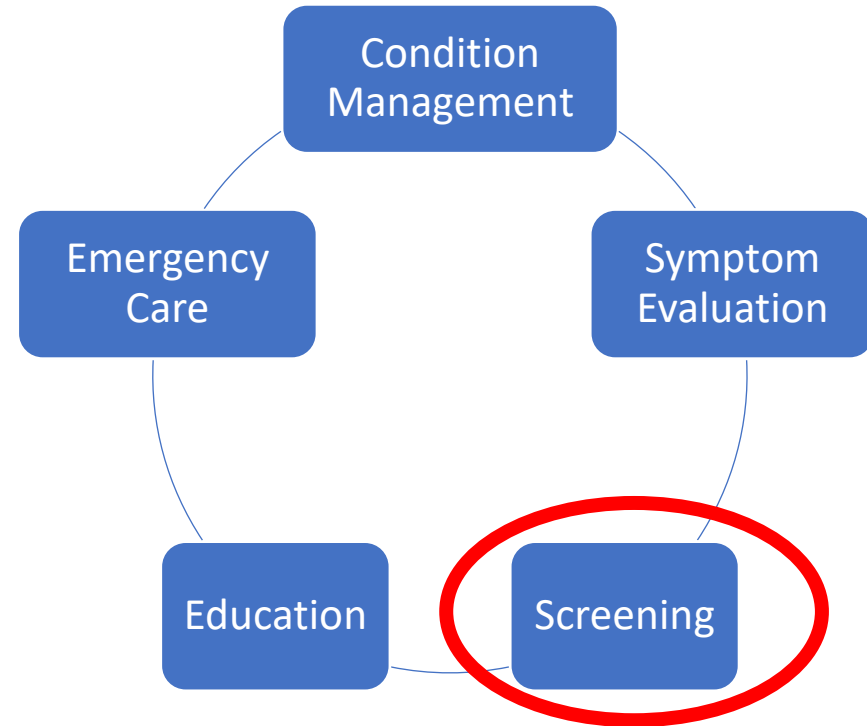 Condition
Management
Emergency
Care
Symptom
Evaluation
Education
Screening